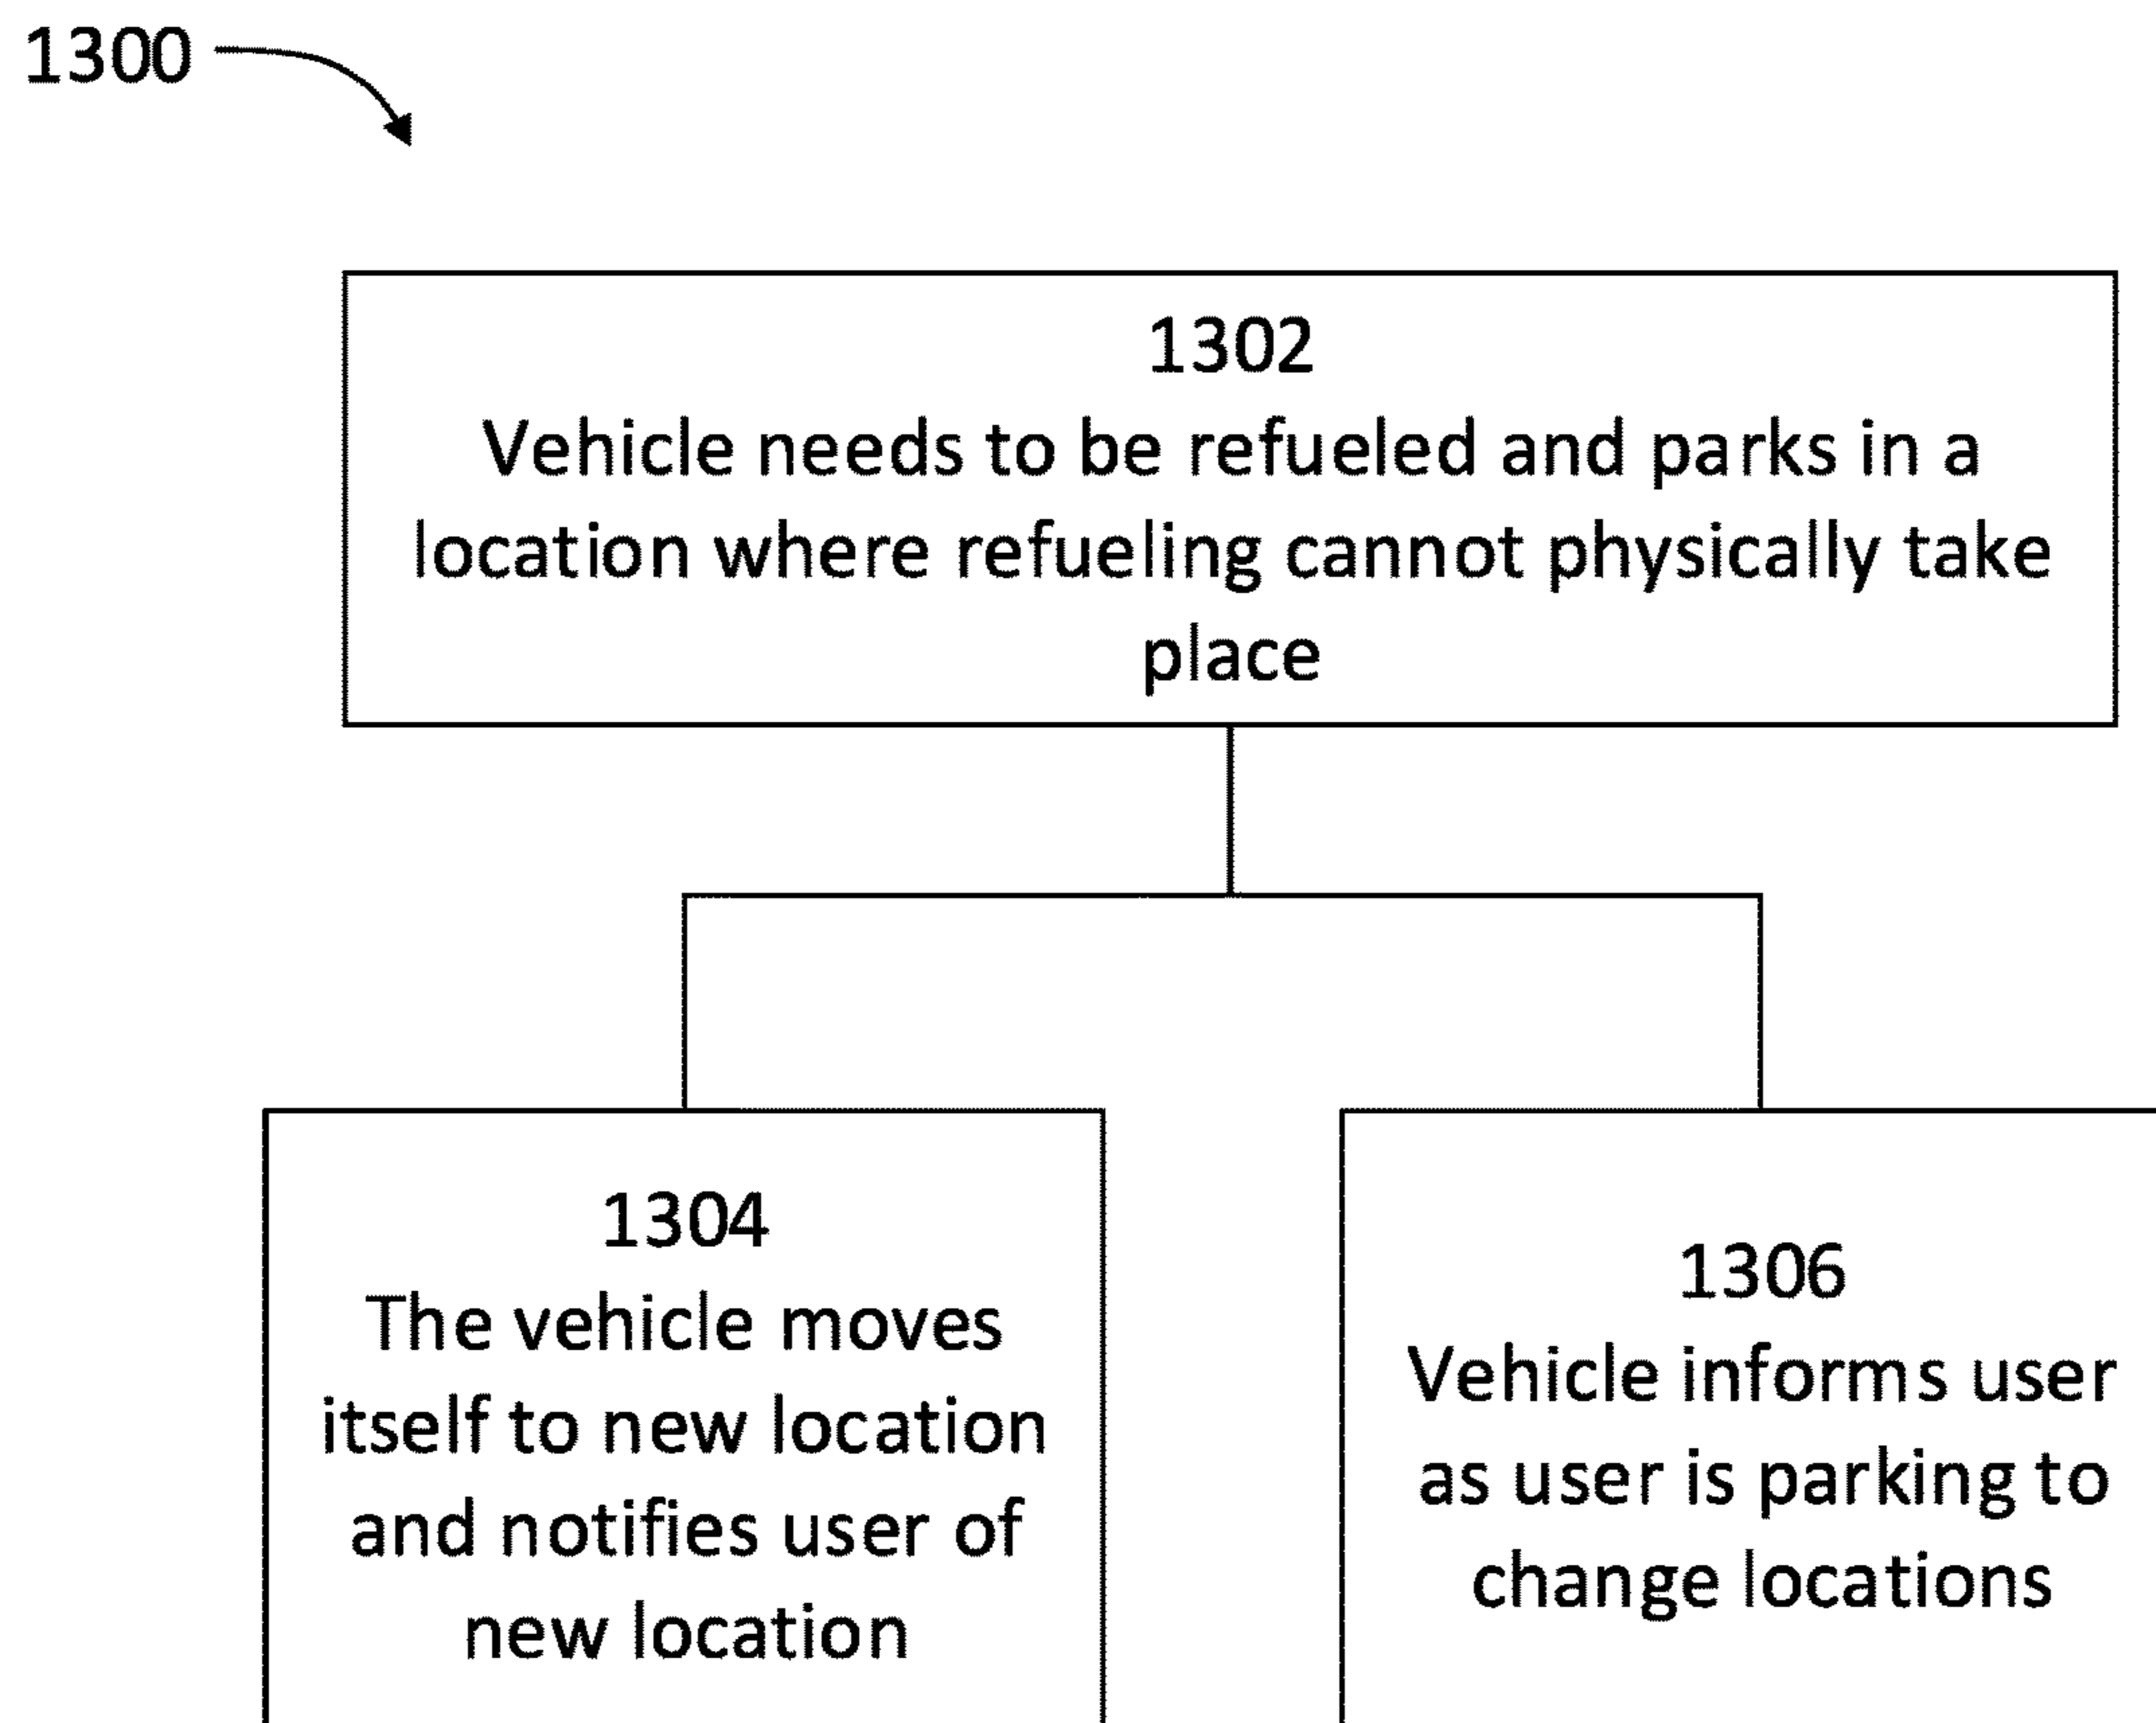 1300
1302
Vehicle needs to be refueled and parks in a
location where refueling cannot physically take
place
1304
The vehicle moves
itself to new location
and notifies user of
new location
1306
Vehicle informs user
as user is parking to
change locations